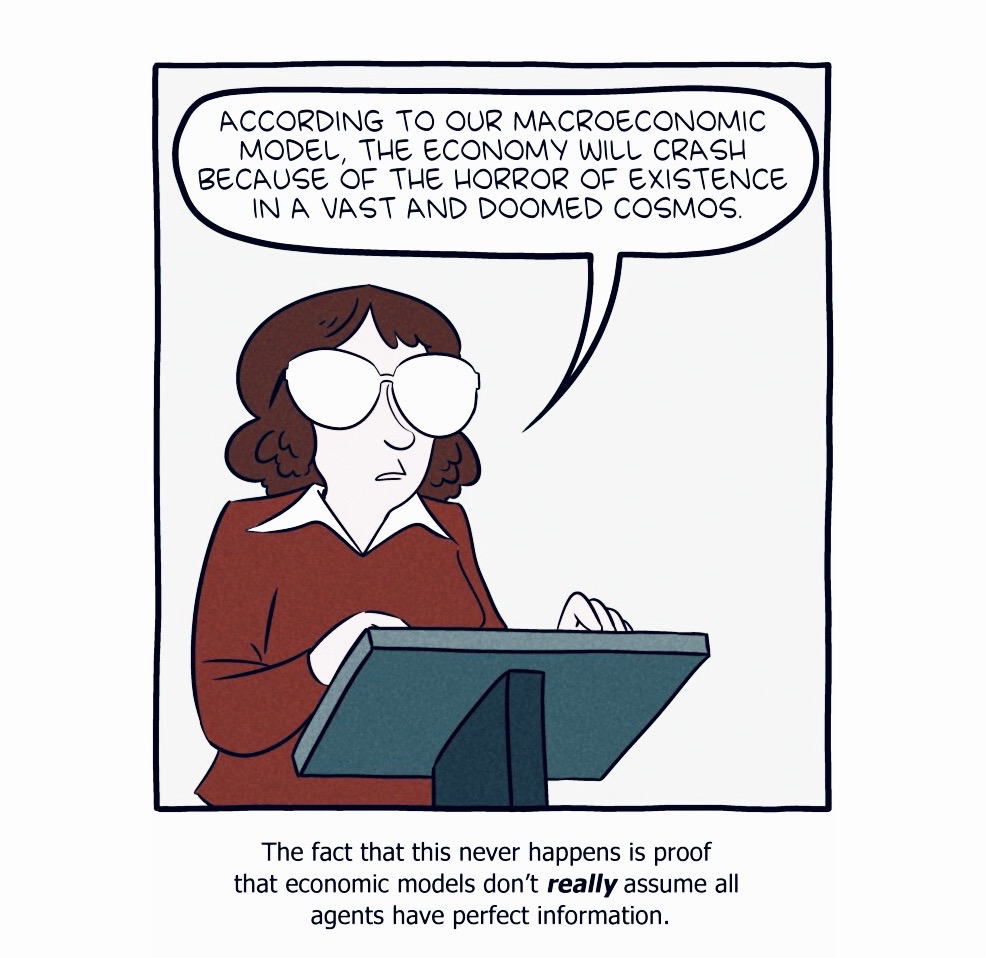 ACCORDING TO OUR MACROECONOMIC
MODEL, THE ECONOMY WILL CRASH
BECAUSE OF THE HORROR OF EXISTENCE
IN A VAST AND DOOMED COSMOS.
The fact that this never happens is proof
that economic models don't really assume all
agents have perfect information.